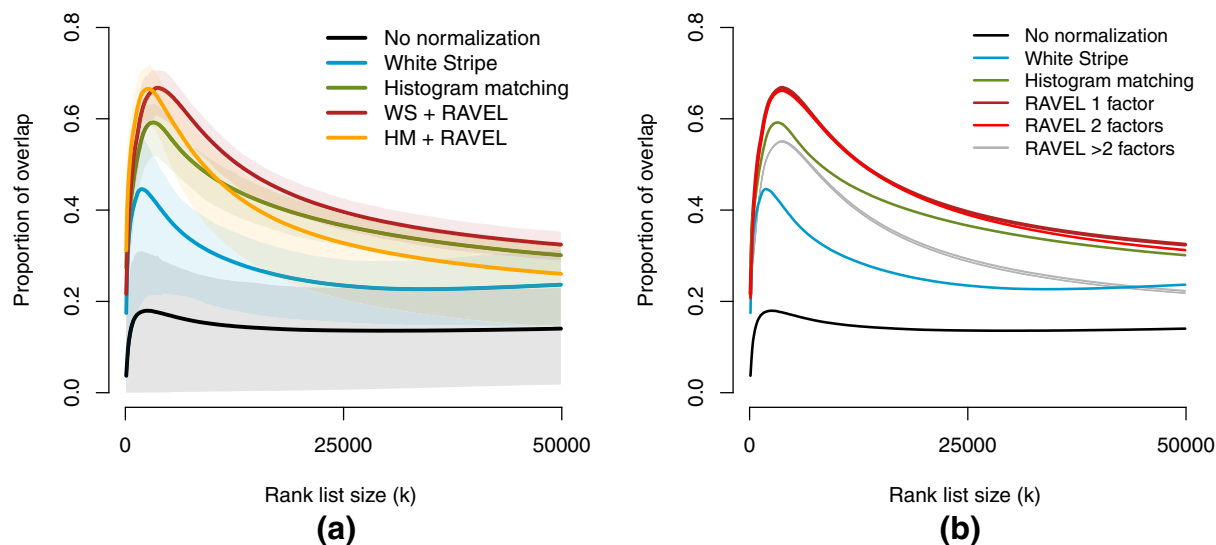 0.8
0.6
0.4
0.2
0.0
Proportion of overlap
No normalization
White Stripe
Histogram matching
WS + RAVEL
HM + RAVEL
0
25000
50000
Rank list size (k)
(a)
0.8
0.6
0.4
0.2
0.0
Proportion of overlap
No normalization
White Stripe
Histogram matching
RAVEL 1 factor
RAVEL 2 factors
RAVEL >2 factors
0
25000
50000
Rank list size (k)
(b)